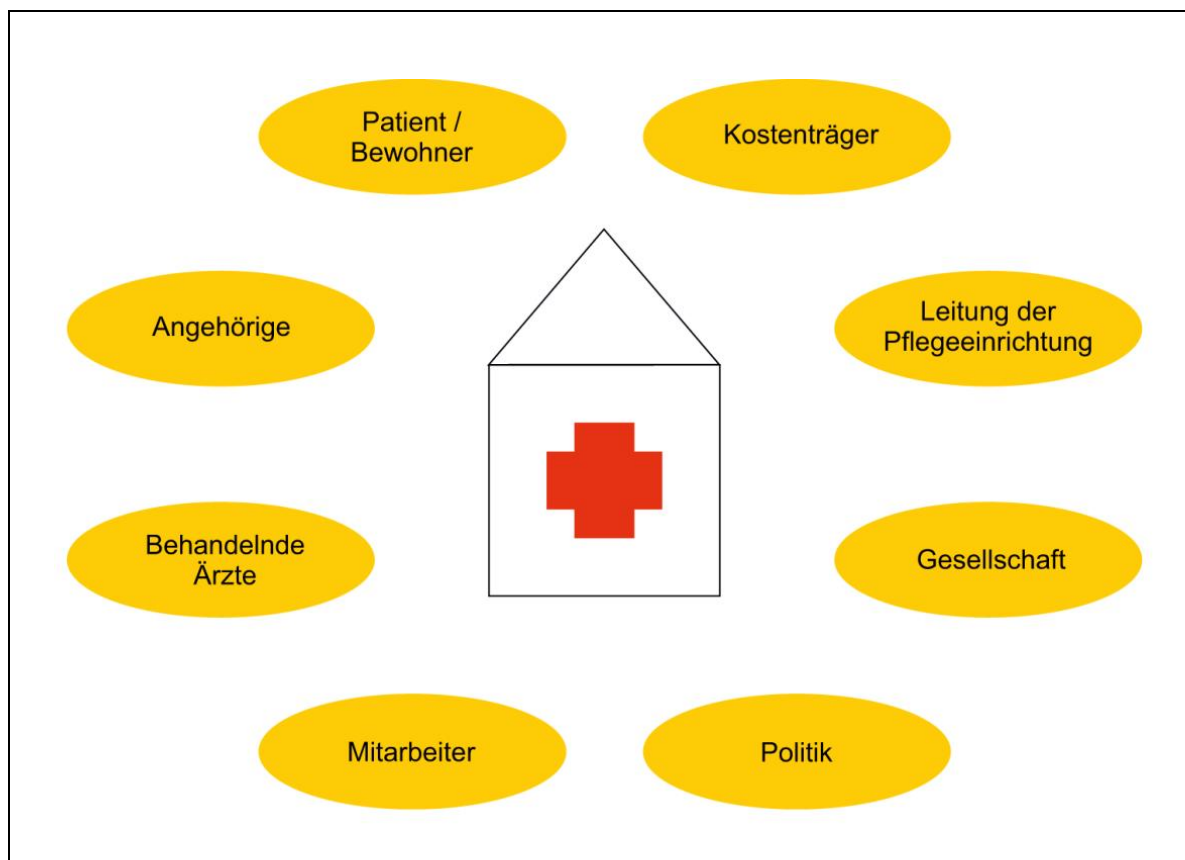 Patient /
Bewohner
Kostenträger
Angehörige
Leitung der
Pflegeeinrichtung
Behandelnde
Ärzte
Gesellschaft
Mitarbeiter
Politik